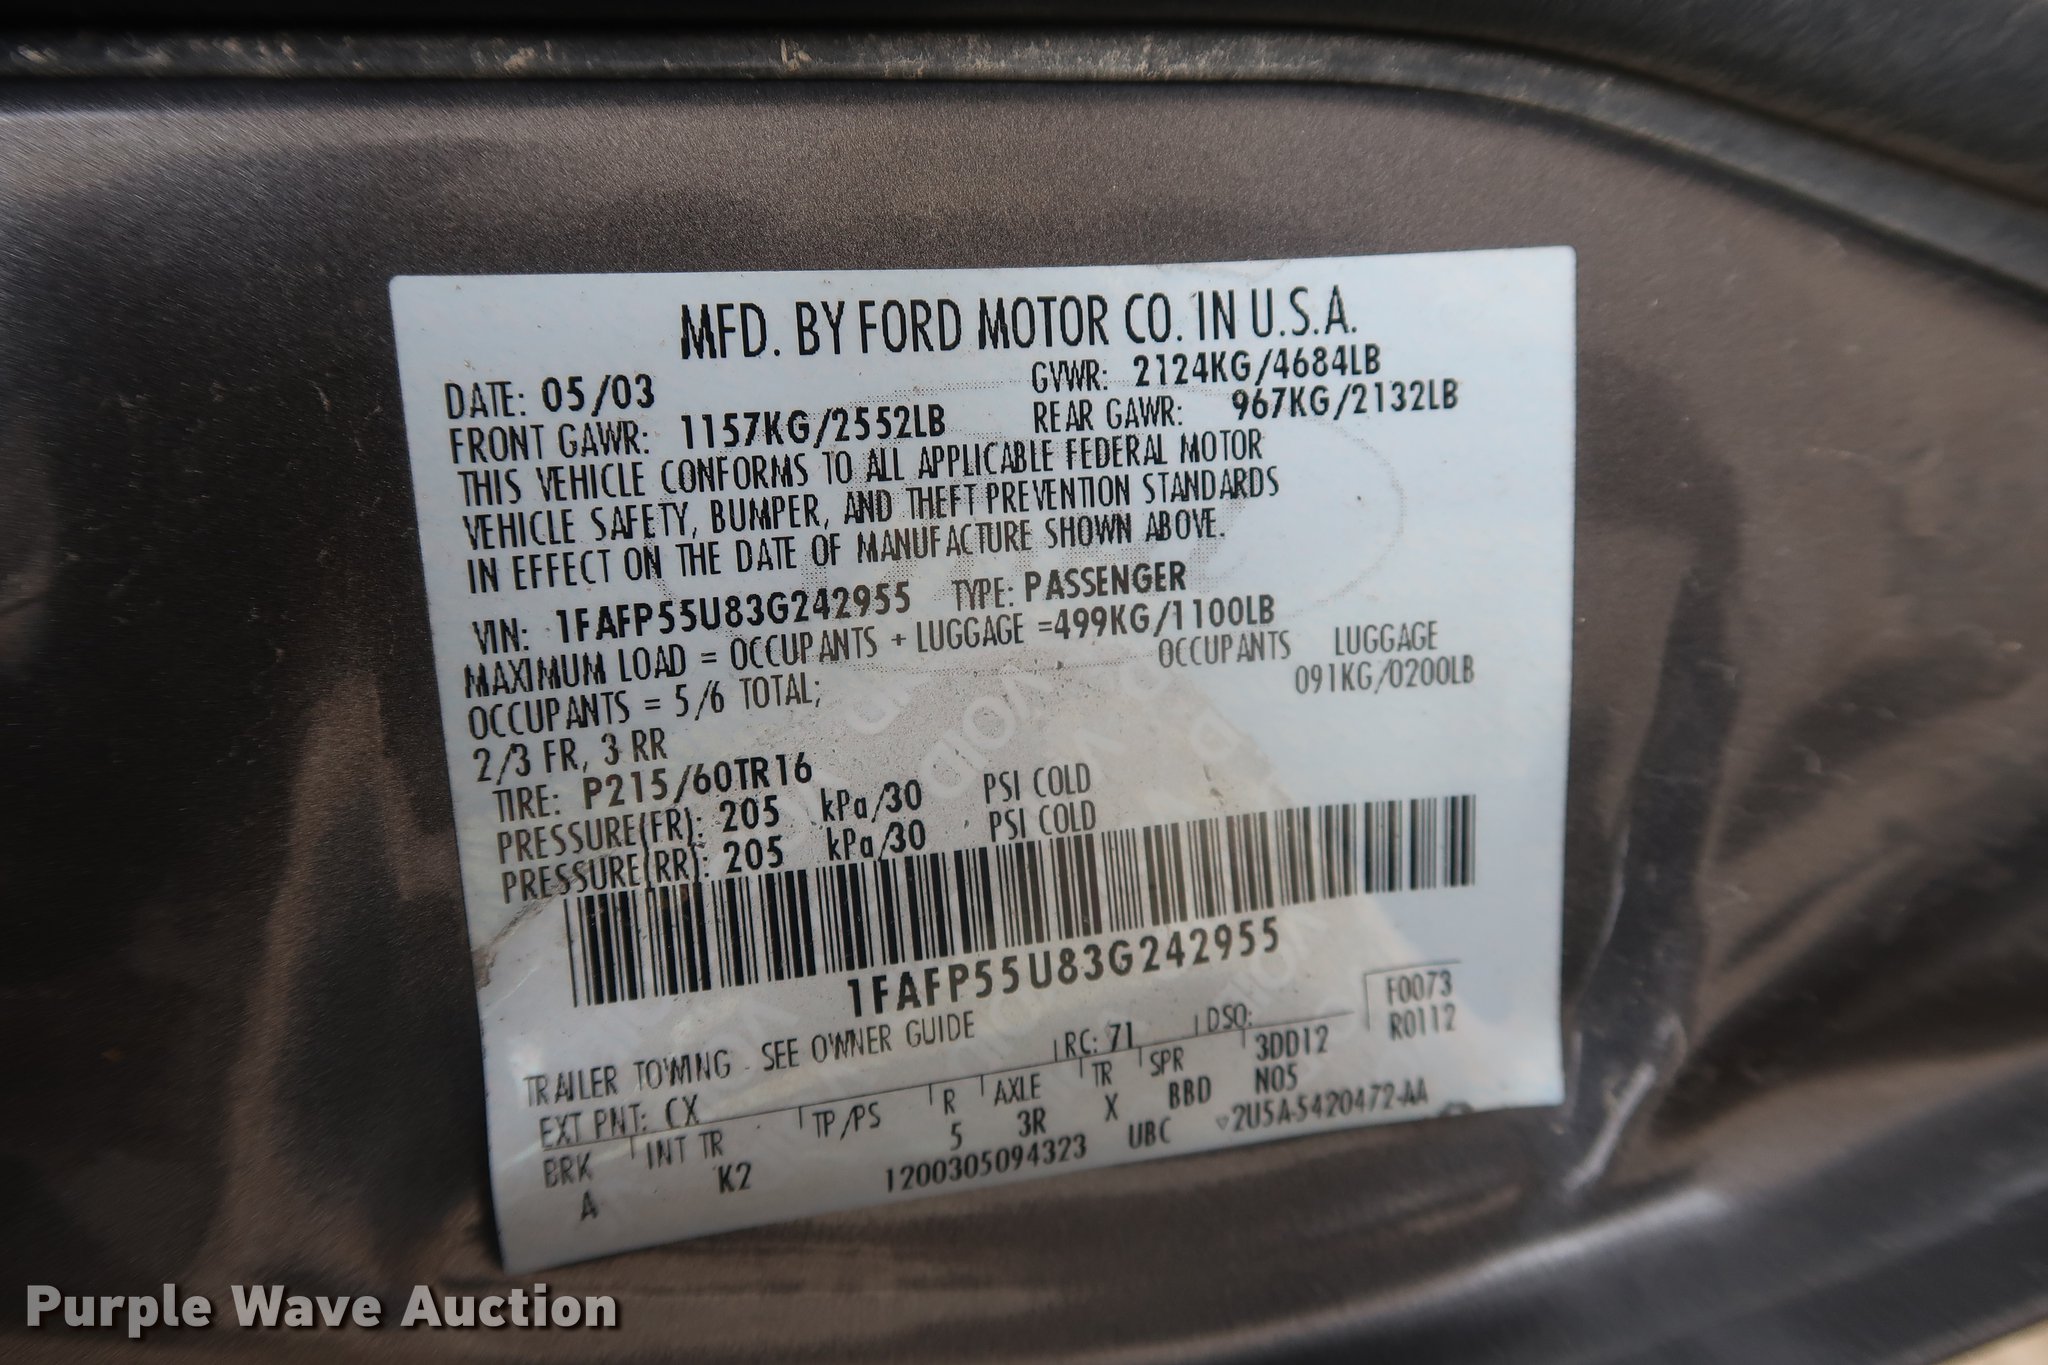 MFD. BY FORD MOTOR CO. IN U.S.A.
DATE: 05/03 GVWR: 2124KG/4684LB
FRONT GAWR: 1157KG/2552LB REAR GAWR: 967KG/2132LB
THIS VEHICLE CONFORMS TO ALL APPLICABLE FEDERAL MOTOR
VEHICLE SAFETY, BUMPER, AND THEFT PREVENTION STANDARDS
IN EFFECT ON THE DATE OF MANUFACTURE SHOWN ABOVE.
VIN: 1FAFP55U83G242955 TYPE: PASSENGER
MAXIMUM LOAD = OCCUPANTS + LUGGAGE =499KG/1100LB
OCCUPANTS = 5/6 TOTAL; OCCUPANTS LUGGAGE
2/3 FR, 3 RR 091KG/0200LB
TIRE: P215/60TR16
PRESSURE(FR): 205 kPa/30 PSI COLD
PRESSURE(RR): 205 kPa/30 PSI COLD
1FAFP55U83G242955
F0073
TRAILER TOWING - SEE OWNER GUIDE R0112
EXT PNT: CX RC: 71 DSO:
BRK INT TR TP/PS R AXLE TR SPR 3DD12
A K2 5 3R X BBD N05
1200305094323 UBC ▽2U5A-5420472-AA
VOID
Purple Wave Auction